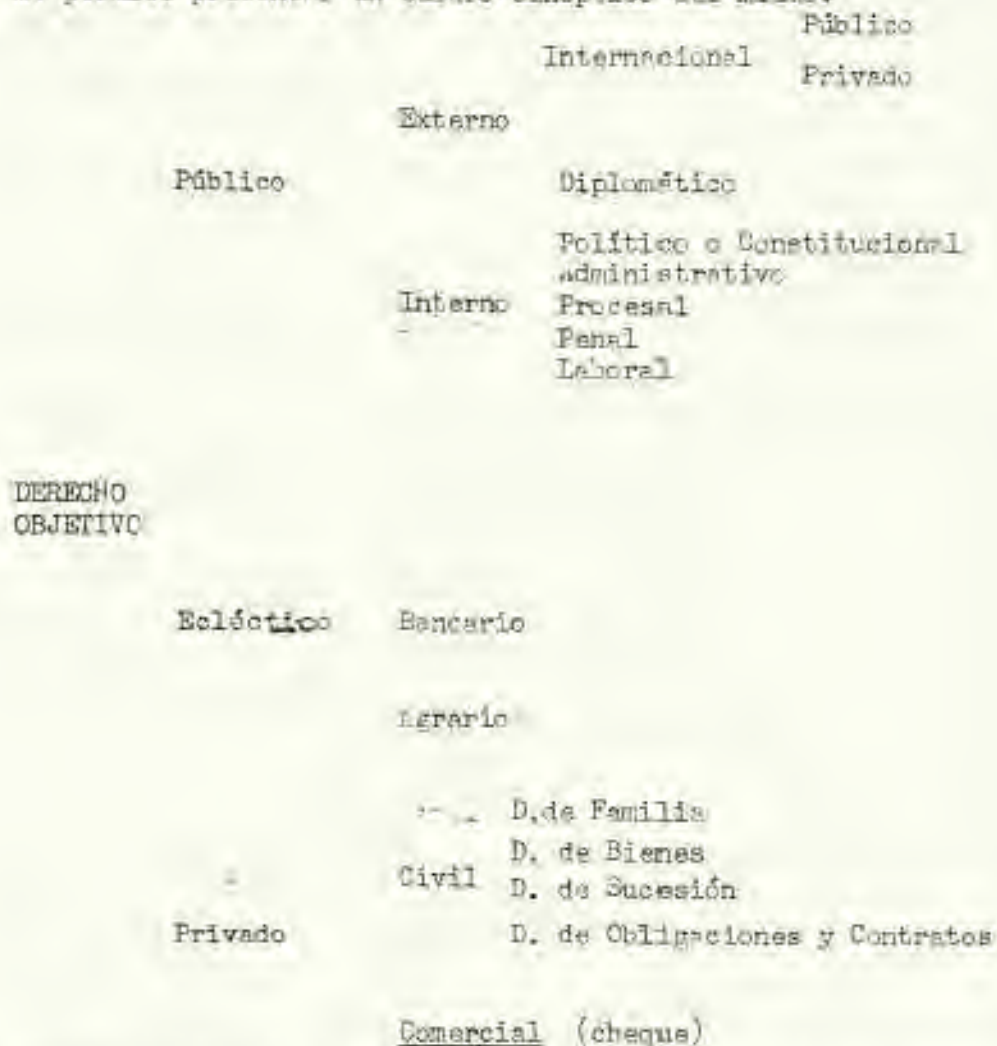 Público
Internacional
Privado
Externo
Público
Diplomático
Político o Constitucional
Administrativo
Interno
Procesal
Penal
Laboral
DERECHO
OBJETIVO
Ecléctico
Bancario
Agrario
D.de Familia
D. de Bienes
Civil
D. de Sucesión
Privado
D. de Obligaciones y Contratos
Comercial (cheque)